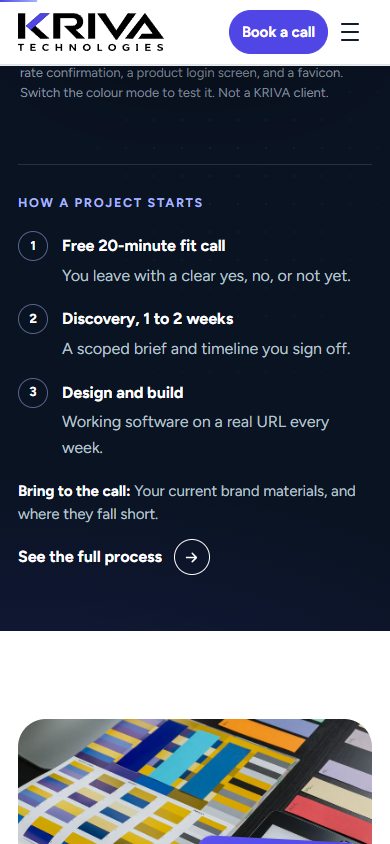 KRIVA
TECHNOLOGIES
Book a call
rate confirmation, a product login screen, and a favicon.
Switch the colour mode to test it. Not a KRIVA client.
HOW A PROJECT STARTS
1 Free 20-minute fit call
You leave with a clear yes, no, or not yet.
2 Discovery, 1 to 2 weeks
A scoped brief and timeline you sign off.
3 Design and build
Working software on a real URL every
week.
Bring to the call: Your current brand materials, and
where they fall short.
See the full process